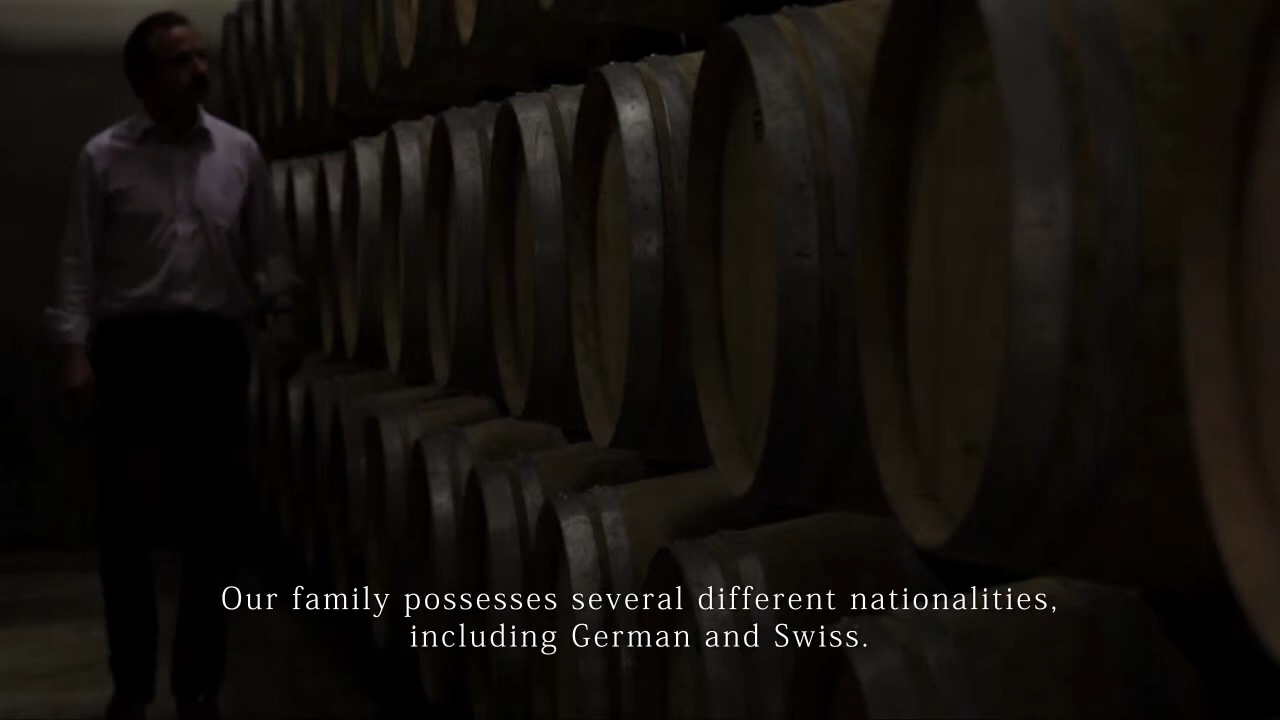 Our family possesses several different nationalities,
including German and Swiss.